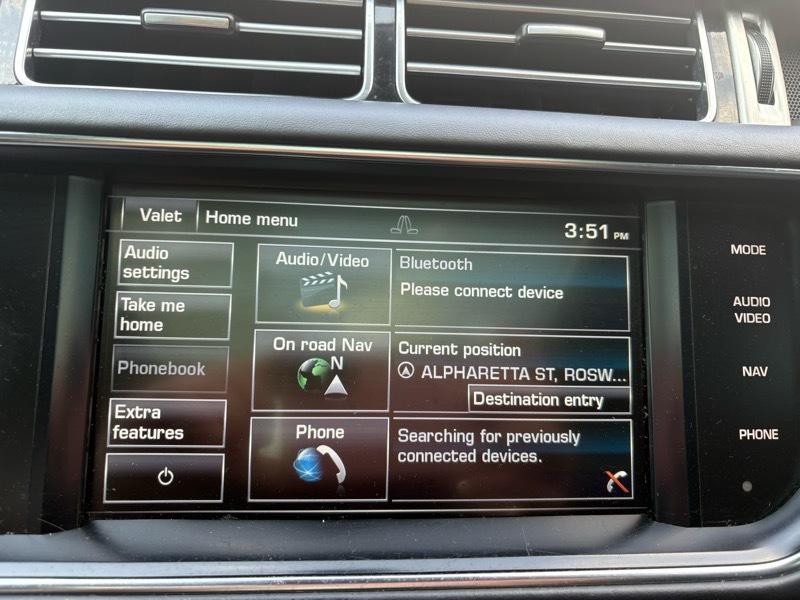 Valet
Home menu
3:51 PM
Audio
settings
Take me
home
Phonebook
Extra
features
Audio/Video
Bluetooth
Please connect device
On road Nav
N
Current position
ALPHARETTA ST, ROSW...
Destination entry
Phone
Searching for previously
connected devices.
MODE
AUDIO
VIDEO
NAV
PHONE